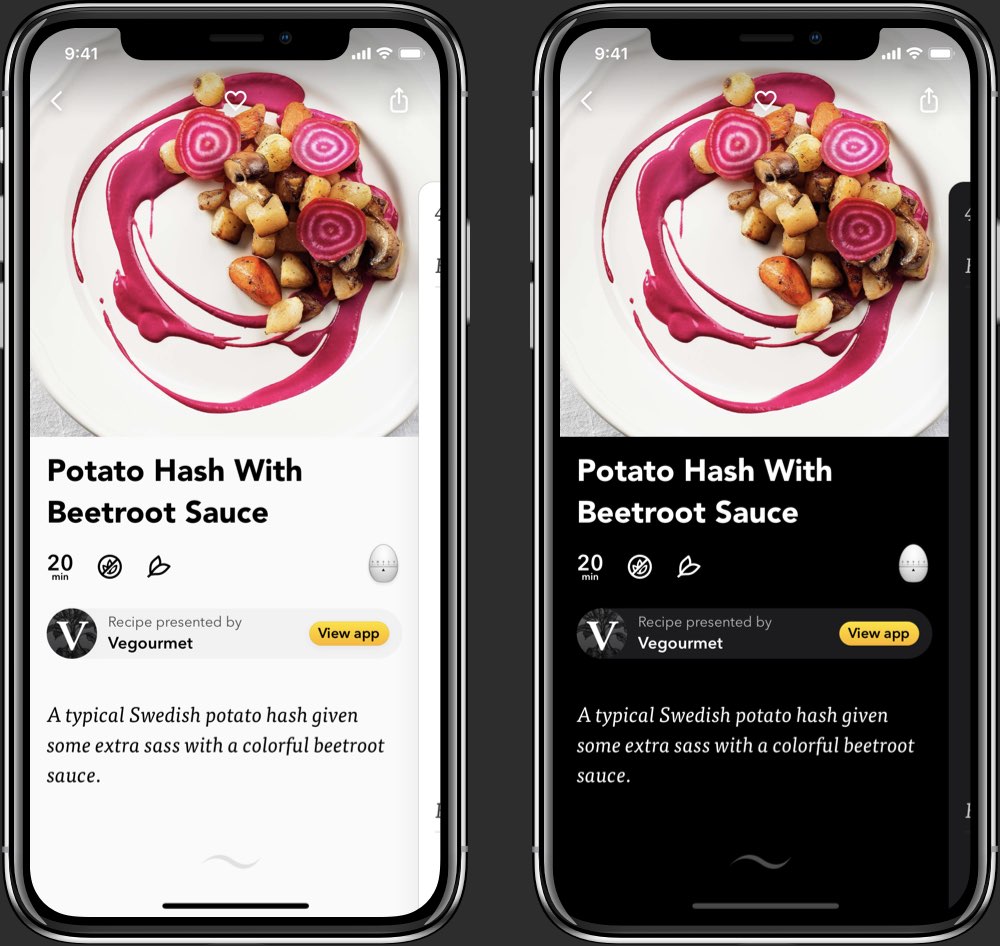 9:41
Potato Hash With
Beetroot Sauce
20
min
V
Recipe presented by
Vegourmet
View app
A typical Swedish potato hash given
some extra sass with a colorful beetroot
sauce.
9:41
Potato Hash With
Beetroot Sauce
20
min
V
Recipe presented by
Vegourmet
View app
A typical Swedish potato hash given
some extra sass with a colorful beetroot
sauce.